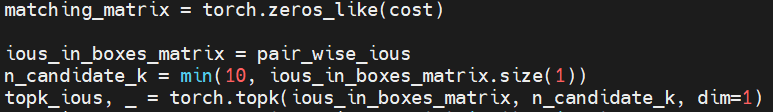 matching_matrix = torch.zeros_like(cost)
ious_in_boxes_matrix = pair_wise_ious
n_candidate_k = min(10, ious_in_boxes_matrix.size(1))
topk_ious, _ = torch.topk(ious_in_boxes_matrix, n_candidate_k, dim=1)